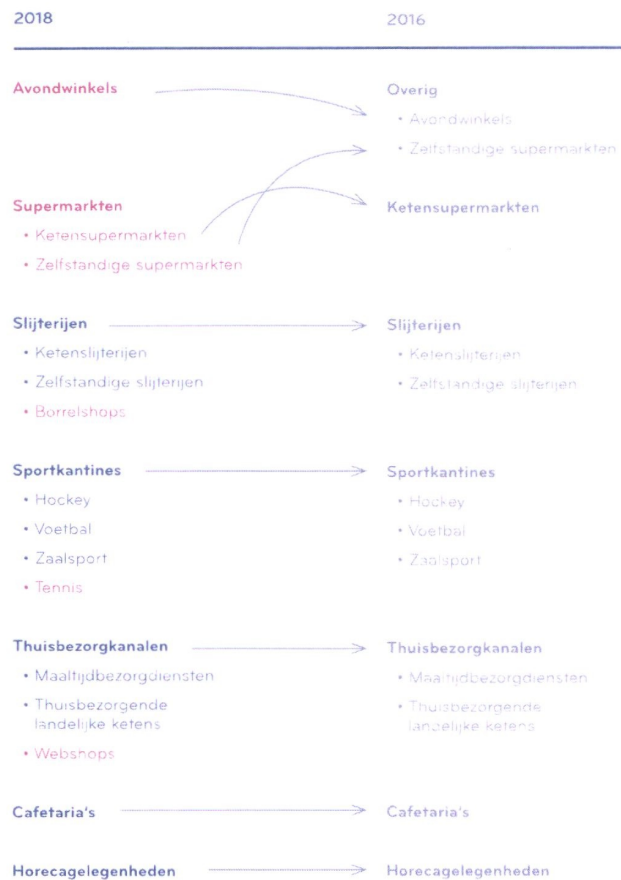 2018
2016
Avondwinkels
Overig
• Avondwinkels
• Zelfstandige supermarkten
Supermarkten
• Ketensupermarkten
• Zelfstandige supermarkten
Ketensupermarkten
Slijterijen
• Ketenslijterijen
• Zelfstandige slijterijen
• Borrelshops
Slijterijen
• Ketenslijterijen
• Zelfstandige slijterijen
Sportkantines
• Hockey
• Voetbal
• Zaalsport
• Tennis
Sportkantines
• Hockey
• Voetbal
• Zaalsport
Thuisbezorgkanalen
• Maaltijdbezorgdiensten
• Thuisbezorgende
landelijke ketens
• Webshops
Thuisbezorgkanalen
• Maaltijdbezorgdiensten
• Thuisbezorgende
landelijke ketens
Cafetaria's
Cafetaria's
Horecagelegenheden
Horecagelegenheden